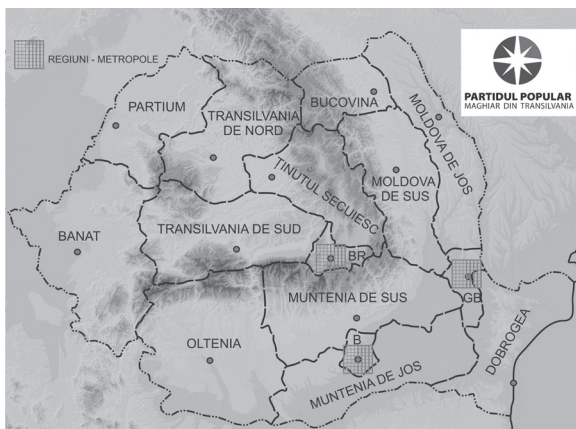 REGIUNI - METROPOLE
PARTIDUL POPULAR
MAGHIAR DIN TRANSILVANIA
PARTIUM
TRANSILVANIA
DE NORD
BUCOVINA
MOLDOVA DE JOS
ȚINUTUL SECUIESC
MOLDOVA
DE SUS
BANAT
TRANSILVANIA DE SUD
BR
GB
MUNTENIA DE SUS
OLTENIA
B
MUNTENIA DE JOS
DOBROGEA